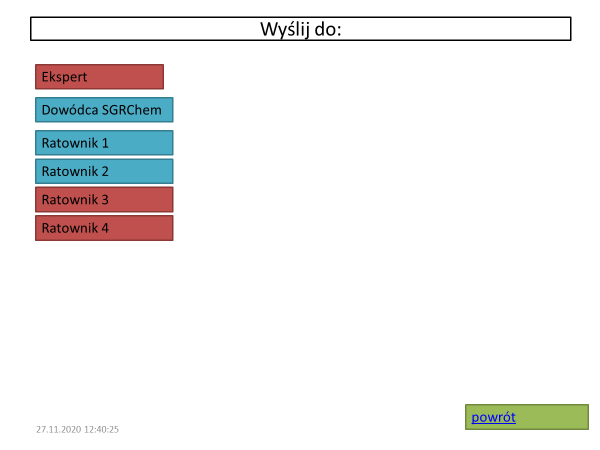 Wyślij do:
Ekspert
Dowódca SGRChem
Ratownik 1
Ratownik 2
Ratownik 3
Ratownik 4
powrót
27.11.2020 12:40:25